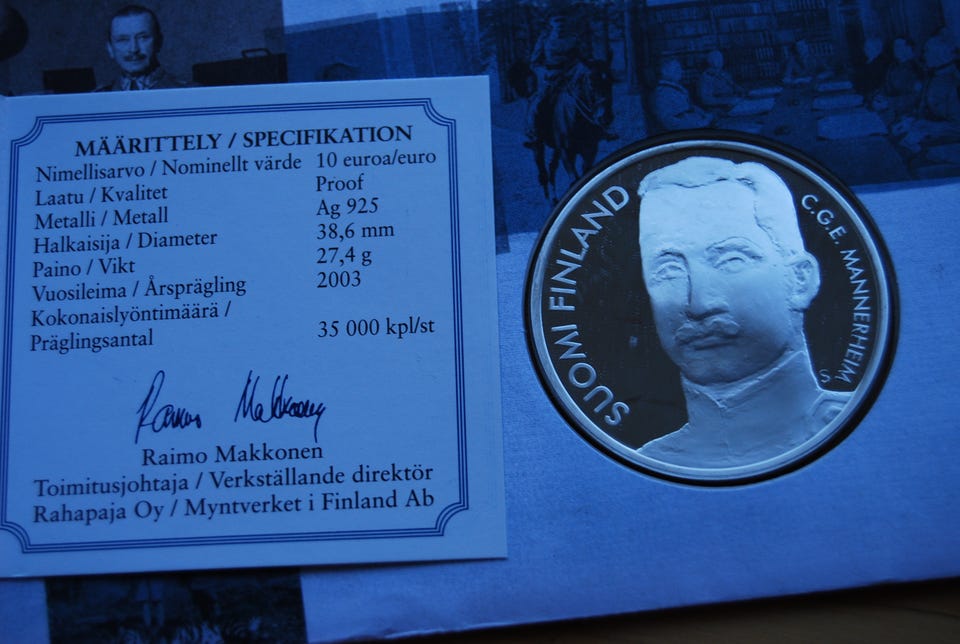 MÄÄRITTELY / SPECIFIKATION
Nimellisarvo / Nominellt värde 10 euroa/euro
Laatu / Kvalitet Proof
Metalli / Metall Ag 925
Halkaisija / Diameter 38,6 mm
Paino / Vikt 27,4 g
Vuosileima / Årsprägling 2003
Kokonaislyöntimäärä /
Präglingsantal 35 000 kpl/st
Raimo Makkonen
Raimo Makkonen
Toimitusjohtaja / Verkställande direktör
Rahapaja Oy / Myntverket i Finland Ab
SUOMI FINLAND
C.G.E. MANNERHEIM
S